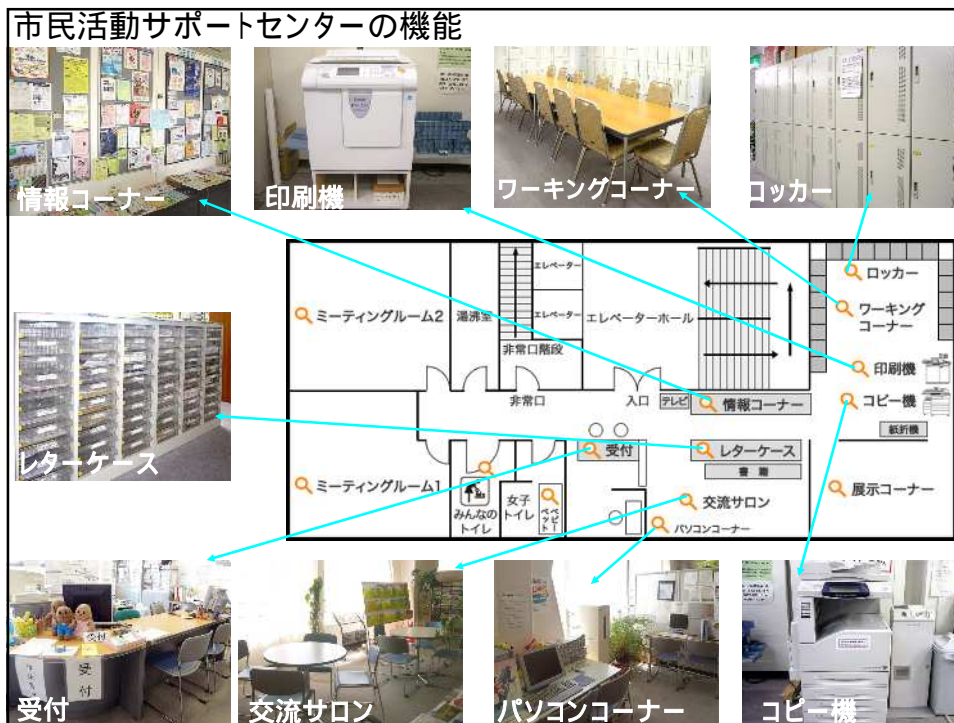 市民活動サポートセンターの機能
情報コーナー
印刷機
ワーキングコーナー
ロッカー
レターケース
エレベーター
エレベーター
ミーティングルーム2
湯沸室
エレベーターホール
非常口階段
ロッカー
ワーキング
コーナー
印刷機
コピー機
紙折機
非常口
入口
テレビ
情報コーナー
受付
レターケース
書籍
ミーティングルーム1
みんなの
トイレ
女子
トイレ
ベビー
ベット
交流サロン
パソコンコーナー
展示コーナー
受付
受付
受付
交流サロン
パソコンコーナー
コピー機